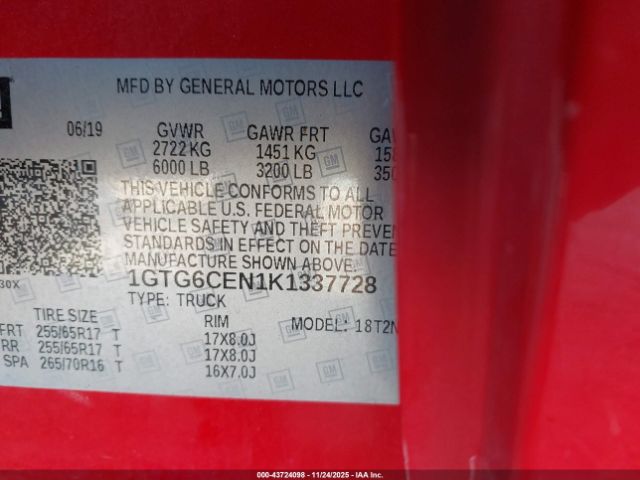 MFD BY GENERAL MOTORS LLC
06/19 GVWR GAWR FRT
2722 KG 1451 KG
6000 LB 3200 LB
THIS VEHICLE CONFORMS TO ALL
APPLICABLE U.S. FEDERAL MOTOR
VEHICLE SAFETY AND THEFT PREVEN
STANDARDS IN EFFECT ON THE DATE
MANUFACTURE SHOWN ABOVE.
30X 1GTG6CEN1K1337728
TYPE: TRUCK
TIRE SIZE RIM MODEL: 18T2N
FRT 255/65R17 T 17X8.0J
RR 255/65R17 T 17X8.0J
SPA 265/70R16 T 16X7.0J
000-43724098 - 11/24/2025 - IAAI.COM